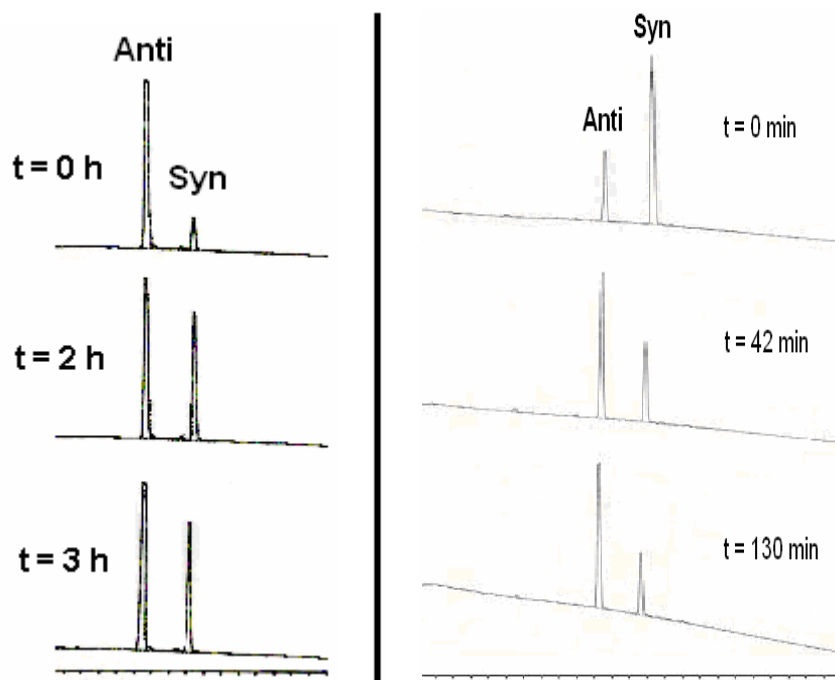 Anti
Syn
t = 0 h
t = 2 h
t = 3 h
Syn
Anti
t = 0 min
t = 42 min
t = 130 min